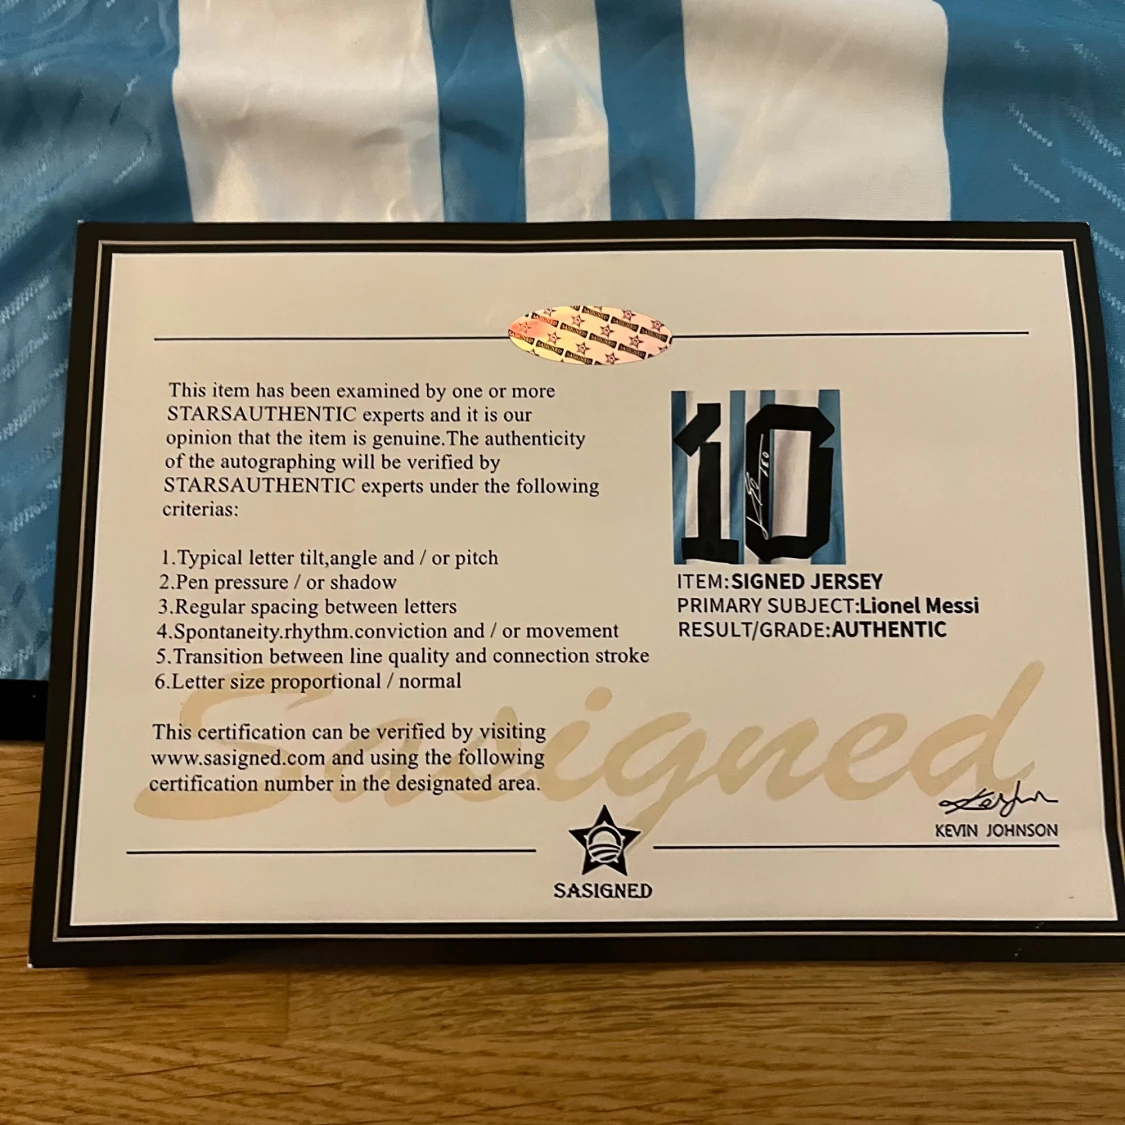 This item has been examined by one or more
STARSAUTHENTIC experts and it is our
opinion that the item is genuine.The authenticity
of the autographing will be verified by
STARSAUTHENTIC experts under the following
criterias:
1.Typical letter tilt,angle and / or pitch
2.Pen pressure / or shadow
3.Regular spacing between letters
4.Spontaneity.rhythm.conviction and / or movement
5.Transition between line quality and connection stroke
6.Letter size proportional / normal
This certification can be verified by visiting
www.sasigned.com and using the following
certification number in the designated area.
10
ITEM:SIGNED JERSEY
PRIMARY SUBJECT:Lionel Messi
RESULT/GRADE:AUTHENTIC
Sasigned
KEVIN JOHNSON
SASIGNED